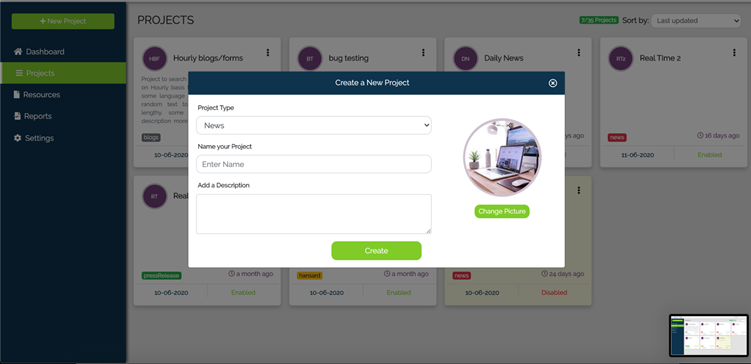 + New Project
PROJECTS
7/35 Projects
Sort by:
Last updated
Dashboard
Projects
Resources
Reports
Settings
HBF
Hourly blogs/forms
Project to search
on Hourly basis
some language
random text to
lengthy some
description more
blogs
10-06-2020
BT
bug testing
DN
Daily News
days ago
RT2
Real Time 2
news
16 days ago
11-06-2020
Enabled
Create a New Project
Project Type
News
Name your Project
Enter Name
Add a Description
Change Picture
Create
RT
Real
pressRelease
a month ago
10-06-2020
Enabled
hansard
a month ago
10-06-2020
Enabled
news
24 days ago
10-06-2020
Disabled